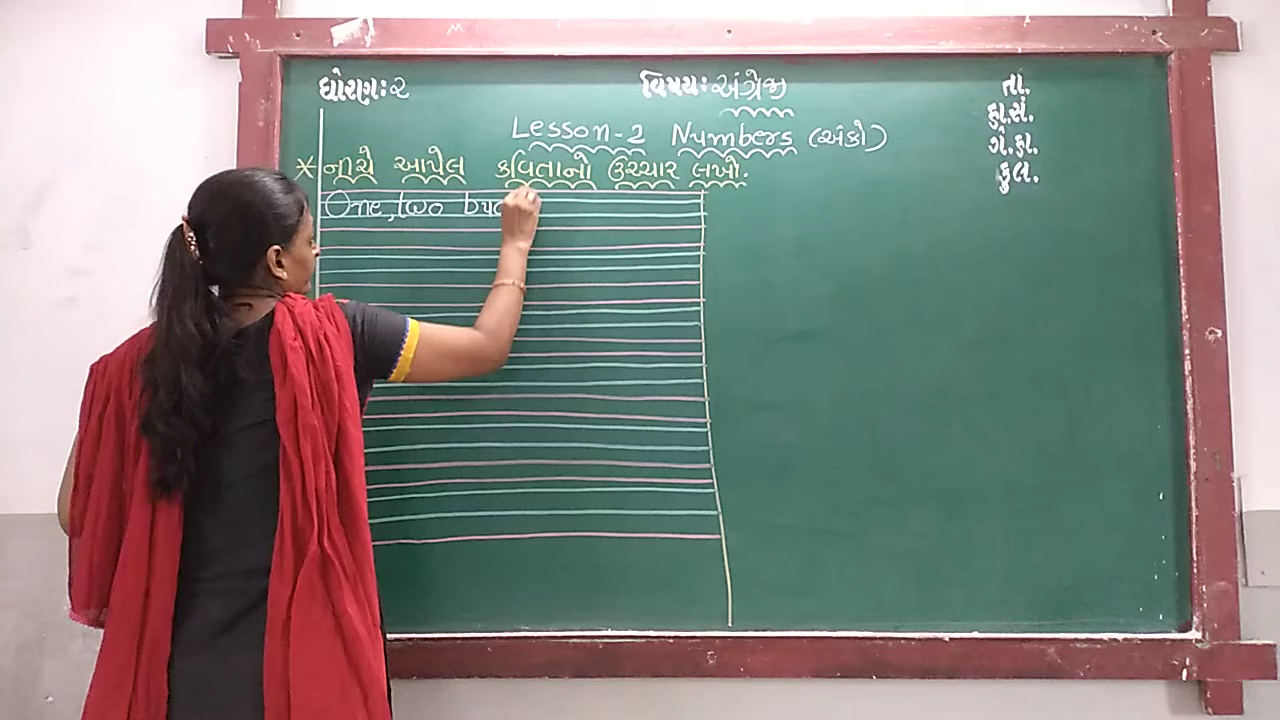 ધોરણઃ૨ વિષયઃઅંગ્રેજી તા.
હા.સં.
ગે.હા.
કુલ.
Lesson-2 Numbers (અંકો)
* નીચે આપેલ કવિતાનો ઉચ્ચાર લખો.
One,two